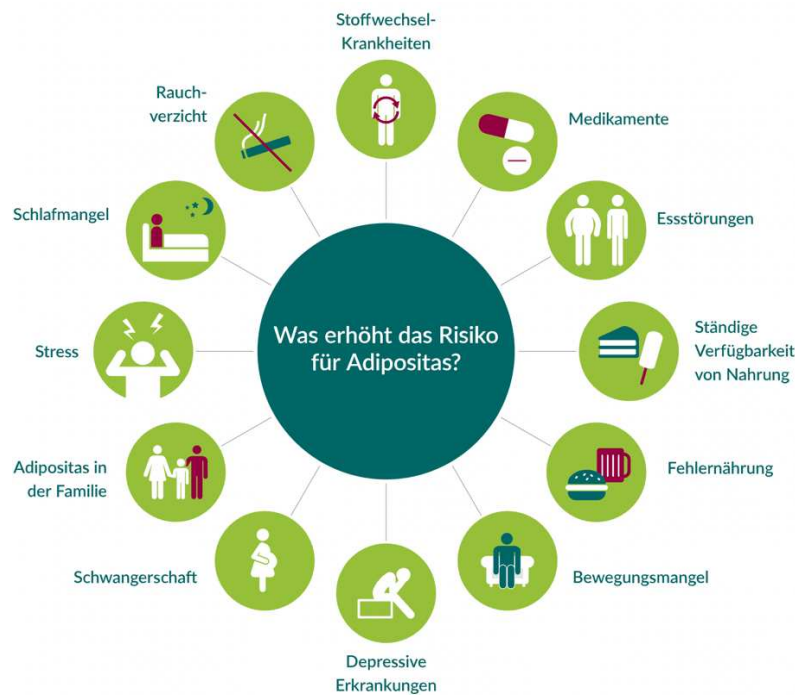 Was erhöht das Risiko
für Adipositas?
Stoffwechsel-
Krankheiten
Medikamente
Essstörungen
Ständige
Verfügbarkeit
von Nahrung
Fehlernährung
Bewegungsmangel
Depressive
Erkrankungen
Schwangerschaft
Adipositas in
der Familie
Stress
Schlafmangel
Rauch-
verzicht